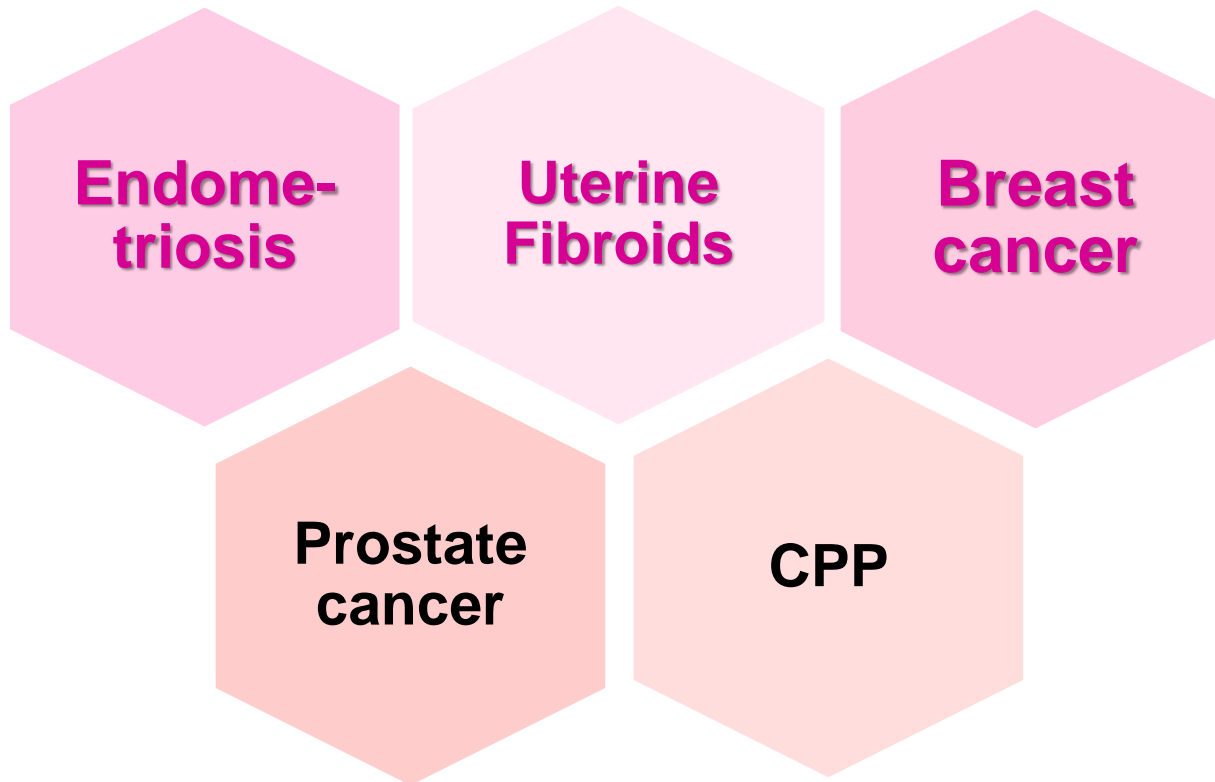 Endome-
triosis
Uterine
Fibroids
Breast
cancer
Prostate
cancer
CPP